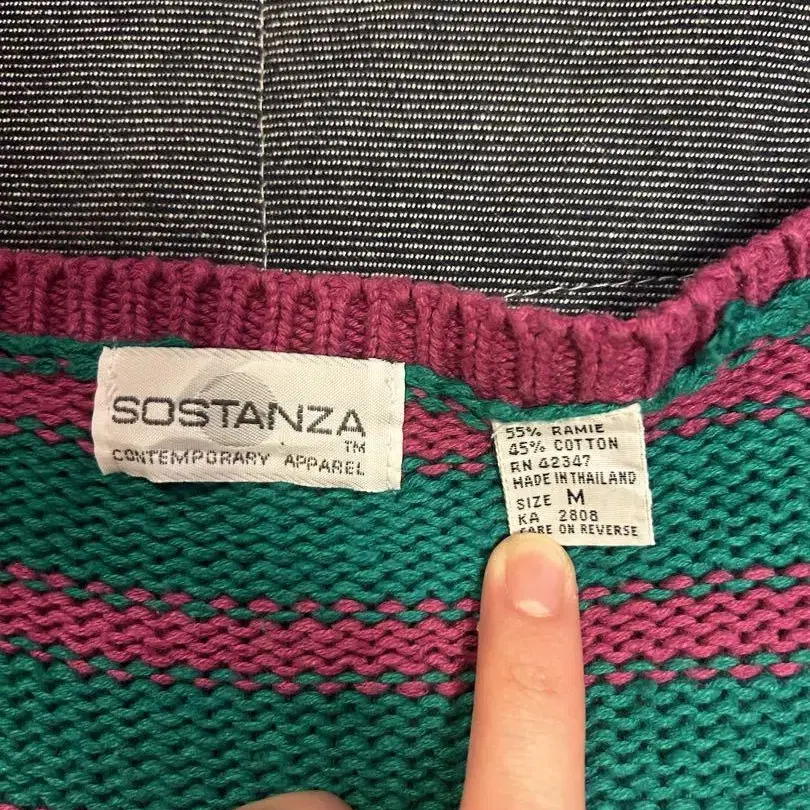 SOSTANZA
TM
CONTEMPORARY APPAREL
55% RAMIE
45% COTTON
RN 42347
MADE IN THAILAND
SIZE M
KA 2808
CARE ON REVERSE